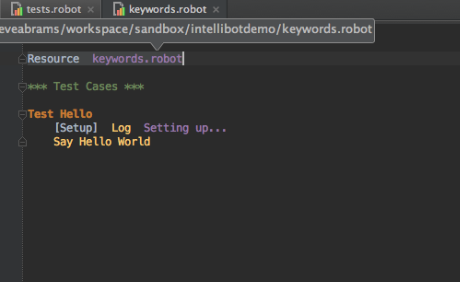 tests.robot
keywords.robot
eveabrams/workspace/sandbox/intellibotdemo/keywords.robot
Resource  keywords.robot
*** Test Cases ***
Test Hello
[Setup]  Log  Setting up...
Say Hello World